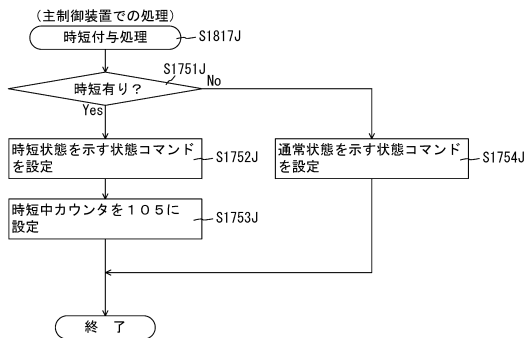 （主制御装置での処理）
時短付与処理
S1817J
S1751J
時短有り？
No
Yes
時短状態を示す状態コマンド
を設定
S1752J
通常状態を示す状態コマンド
を設定
S1754J
時短中カウンタを１０５に
設定
S1753J
終　了